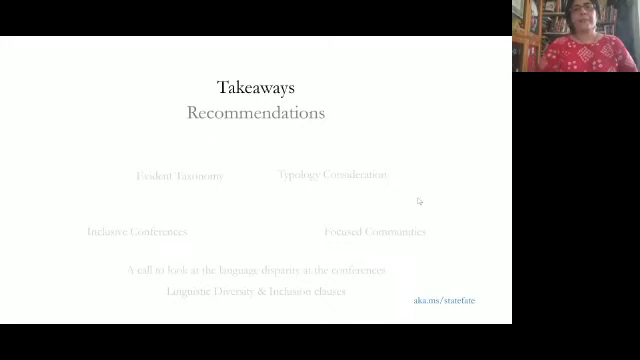 Takeaways
Recommendations
Evident Taxonomy
Typology Consideration
Inclusive Conferences
Focused Communities
A call to look at the language disparity at the conferences
Linguistic Diversity & Inclusion clauses
aka.ms/statefate